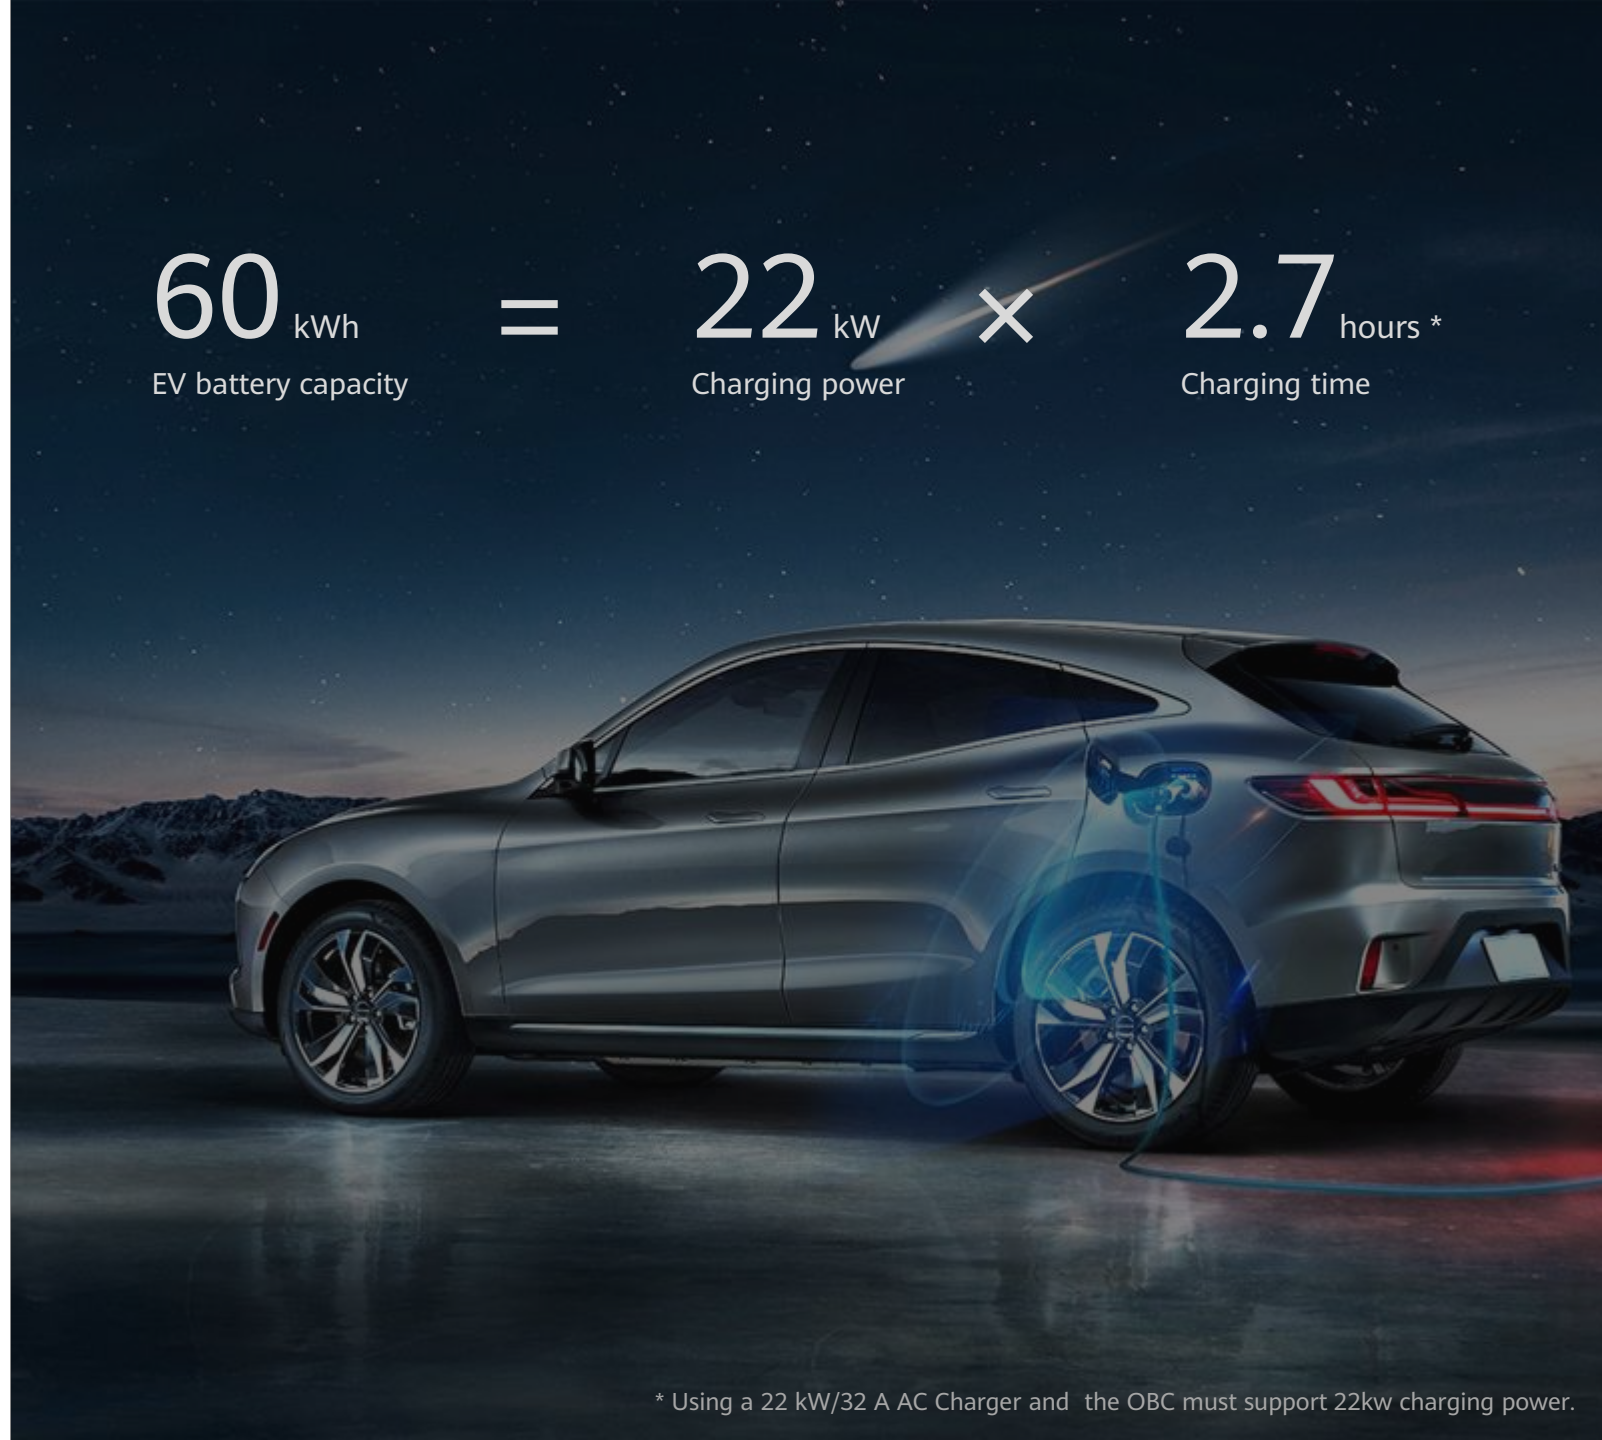 60 kWh = 22 kW × 2.7 hours *
EV battery capacity Charging power Charging time
* Using a 22 kW/32 A AC Charger and the OBC must support 22kw charging power.